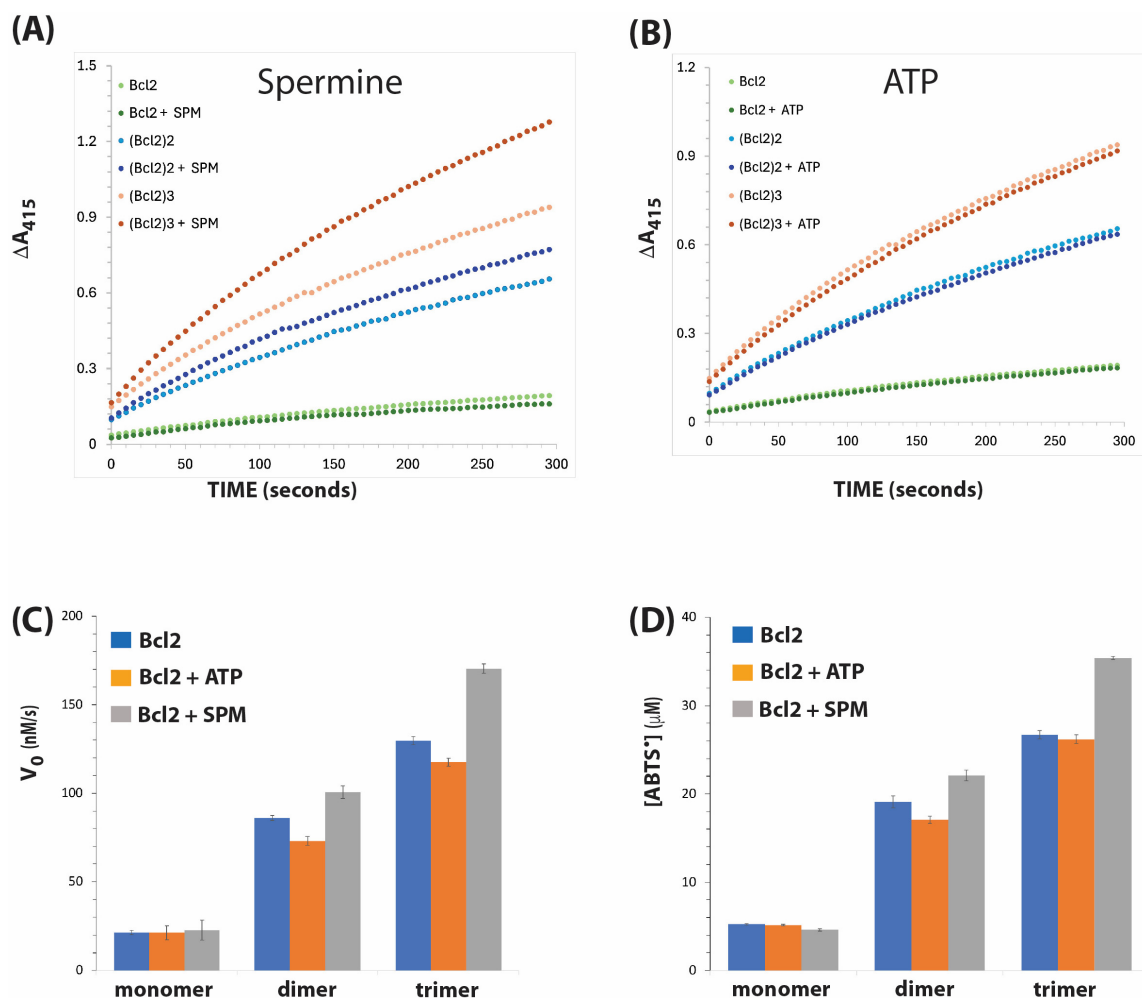 (A)
Spermine
1.5
1.2
0.9
0.6
0.3
0
ΔA415
Bcl2
Bcl2 + SPM
(Bcl2)2
(Bcl2)2 + SPM
(Bcl2)3
(Bcl2)3 + SPM
0 50 100 150 200 250 300
TIME (seconds)
(B)
ATP
1.2
0.9
0.6
0.3
0
ΔA415
Bcl2
Bcl2 + ATP
(Bcl2)2
(Bcl2)2 + ATP
(Bcl2)3
(Bcl2)3 + ATP
0 50 100 150 200 250 300
TIME (seconds)
(C)
200
150
100
50
0
V0 (nM/s)
Bcl2
Bcl2 + ATP
Bcl2 + SPM
monomer dimer trimer
(D)
40
30
20
10
0
[ABTS•] (μM)
Bcl2
Bcl2 + ATP
Bcl2 + SPM
monomer dimer trimer